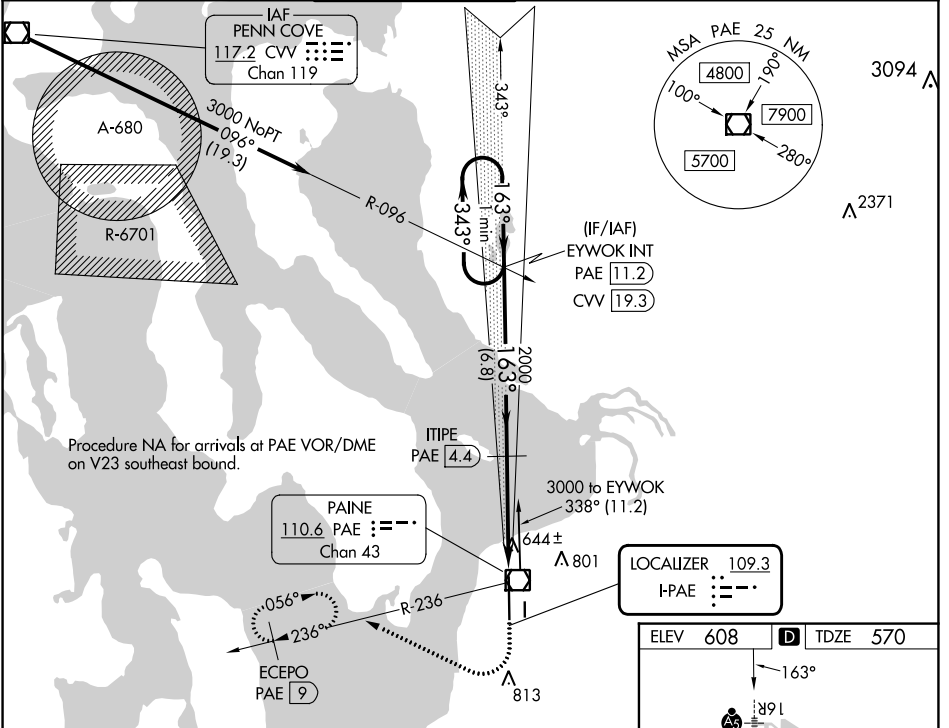 IAF
PENN COVE
117.2 CVV
Chan 119
3000 NoPT
096°
(19.3)
A-680
R-6701
R-096
343°
163°
1 min
343°
MSA PAE 25 NM
4800
190°
100°
7900
5700
280°
3094
2371
(IF/IAF)
EYWOK INT
PAE 11.2
CVV 19.3
2000
163°
(6.8)
Procedure NA for arrivals at PAE VOR/DME
on V23 southeast bound.
ITIPE
PAE 4.4
3000 to EYWOK
338° (11.2)
PAINE
110.6 PAE
Chan 43
644±
801
LOCALIZER 109.3
I-PAE
R-236
056°
236°
ECEPO
PAE 9
813
ELEV 608 D TDZE 570
163°
16R
A5